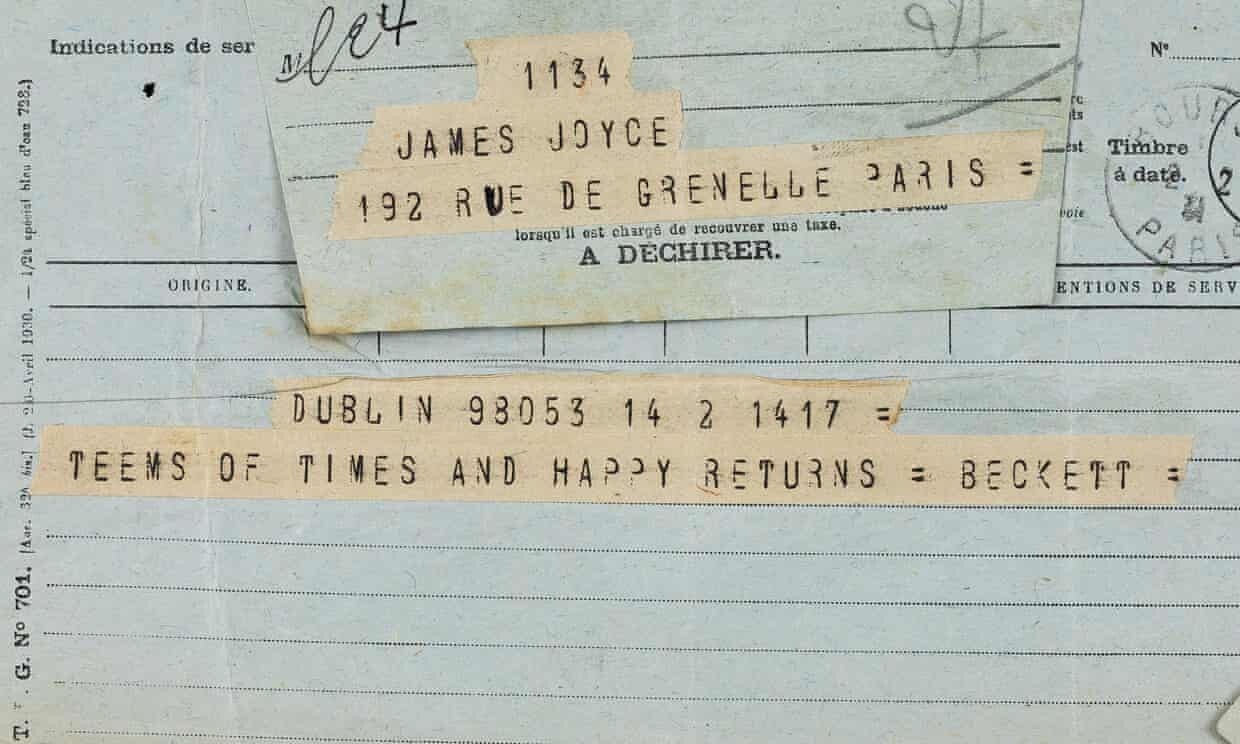 Indications de ser
Nº
1134
JAMES JOYCE
192 RUE DE GRENELLE PARIS =
lorsqu'il est chargé de recouvrer une taxe.
A DÉCHIRER.
Timbre
à date.
PARIS
ORIGINE.
ENTIONS DE SERV
DUBLIN 98053 14 2 1417 =
TEEMS OF TIMES AND HAPPY RETURNS = BECKETT =
G. Nº 701.